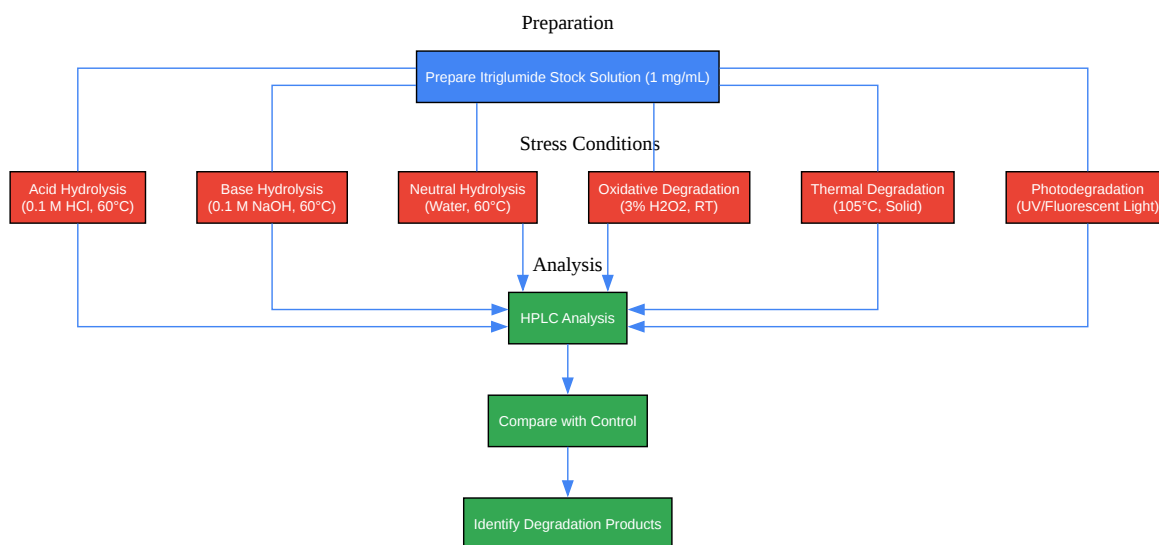 Preparation
Prepare Itriglumide Stock Solution (1 mg/mL)
Stress Conditions
Acid Hydrolysis
(0.1 M HCl, 60°C)
Base Hydrolysis
(0.1 M NaOH, 60°C)
Neutral Hydrolysis
(Water, 60°C)
Oxidative Degradation
(3% H2O2, RT)
Thermal Degradation
(105°C, Solid)
Photodegradation
(UV/Fluorescent Light)
Analysis
HPLC Analysis
Compare with Control
Identify Degradation Products